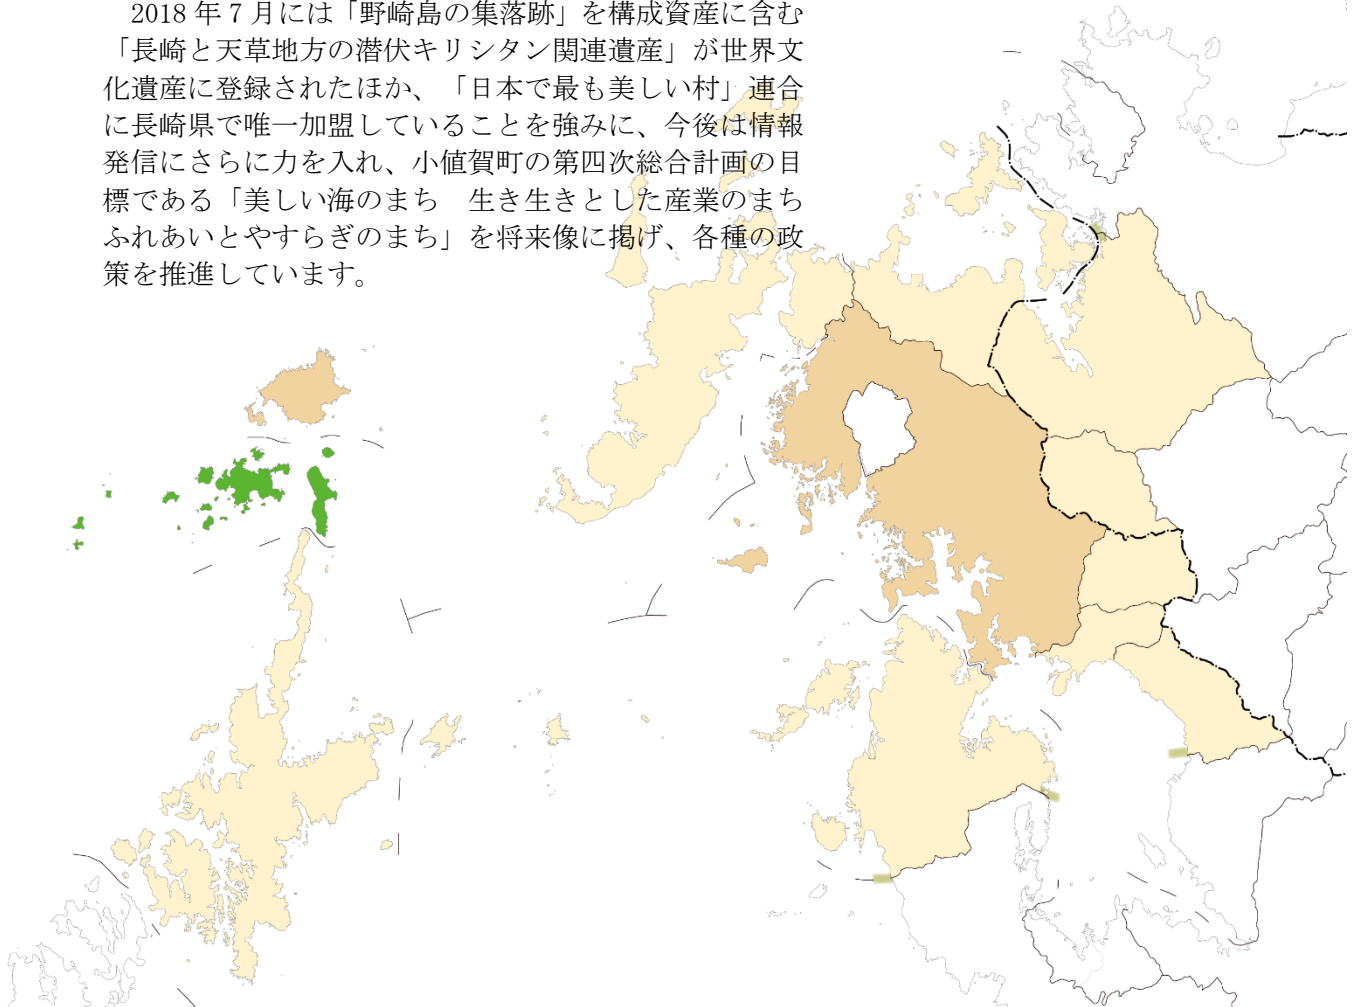 2018年7月には「野崎島の集落跡」を構成資産に含む
「長崎と天草地方の潜伏キリシタン関連遺産」が世界文
化遺産に登録されたほか、「日本で最も美しい村」連合
に長崎県で唯一加盟していることを強みに、今後は情報
発信にさらに力を入れ、小値賀町の第四次総合計画の目
標である「美しい海のまち　生き生きとした産業のまち
ふれあいとやすらぎのまち」を将来像に掲げ、各種の政
策を推進しています。